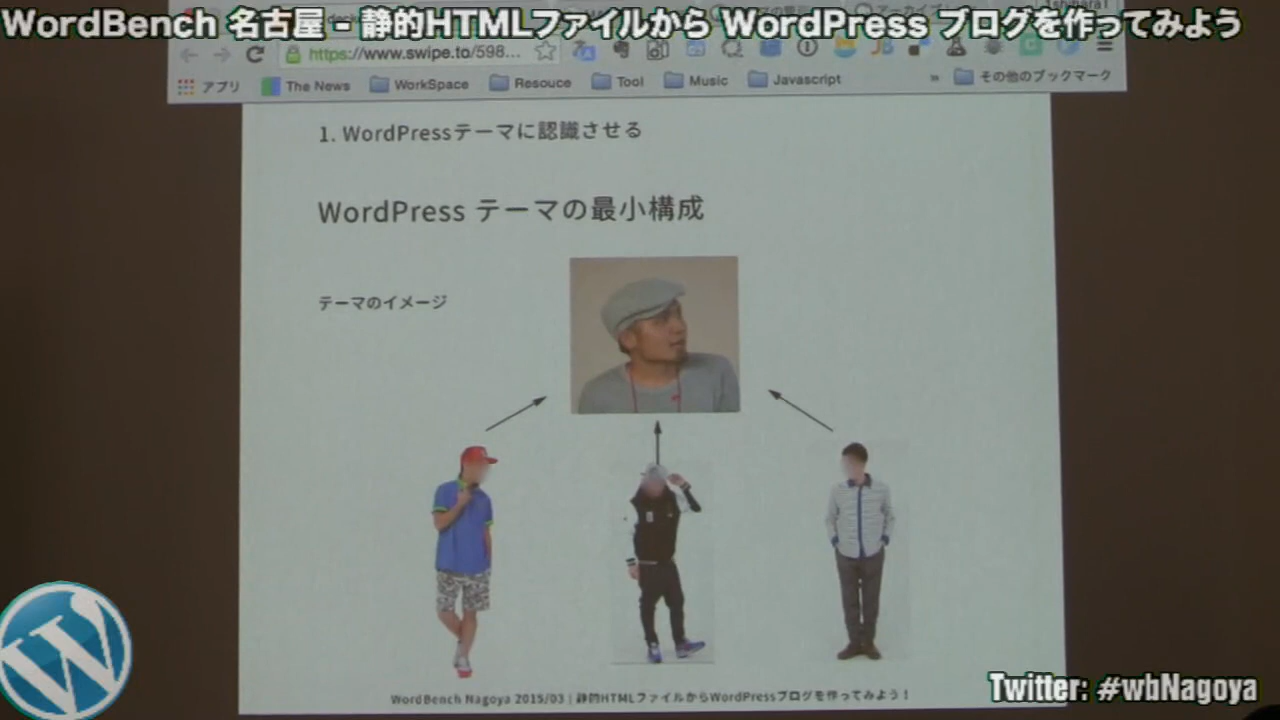 WordBench 名古屋 - 静的HTMLファイルから WordPress ブログを作ってみよう
https://www.swipe.to/598...
アプリ The News WorkSpace Resouce Tool Music Javascript » その他のブックマーク
1. WordPressテーマに認識させる
WordPress テーマの最小構成
テーマのイメージ
WordBench Nagoya 2015/03 | 静的HTMLファイルからWordPressブログを作ってみよう！
Twitter: #wbNagoya